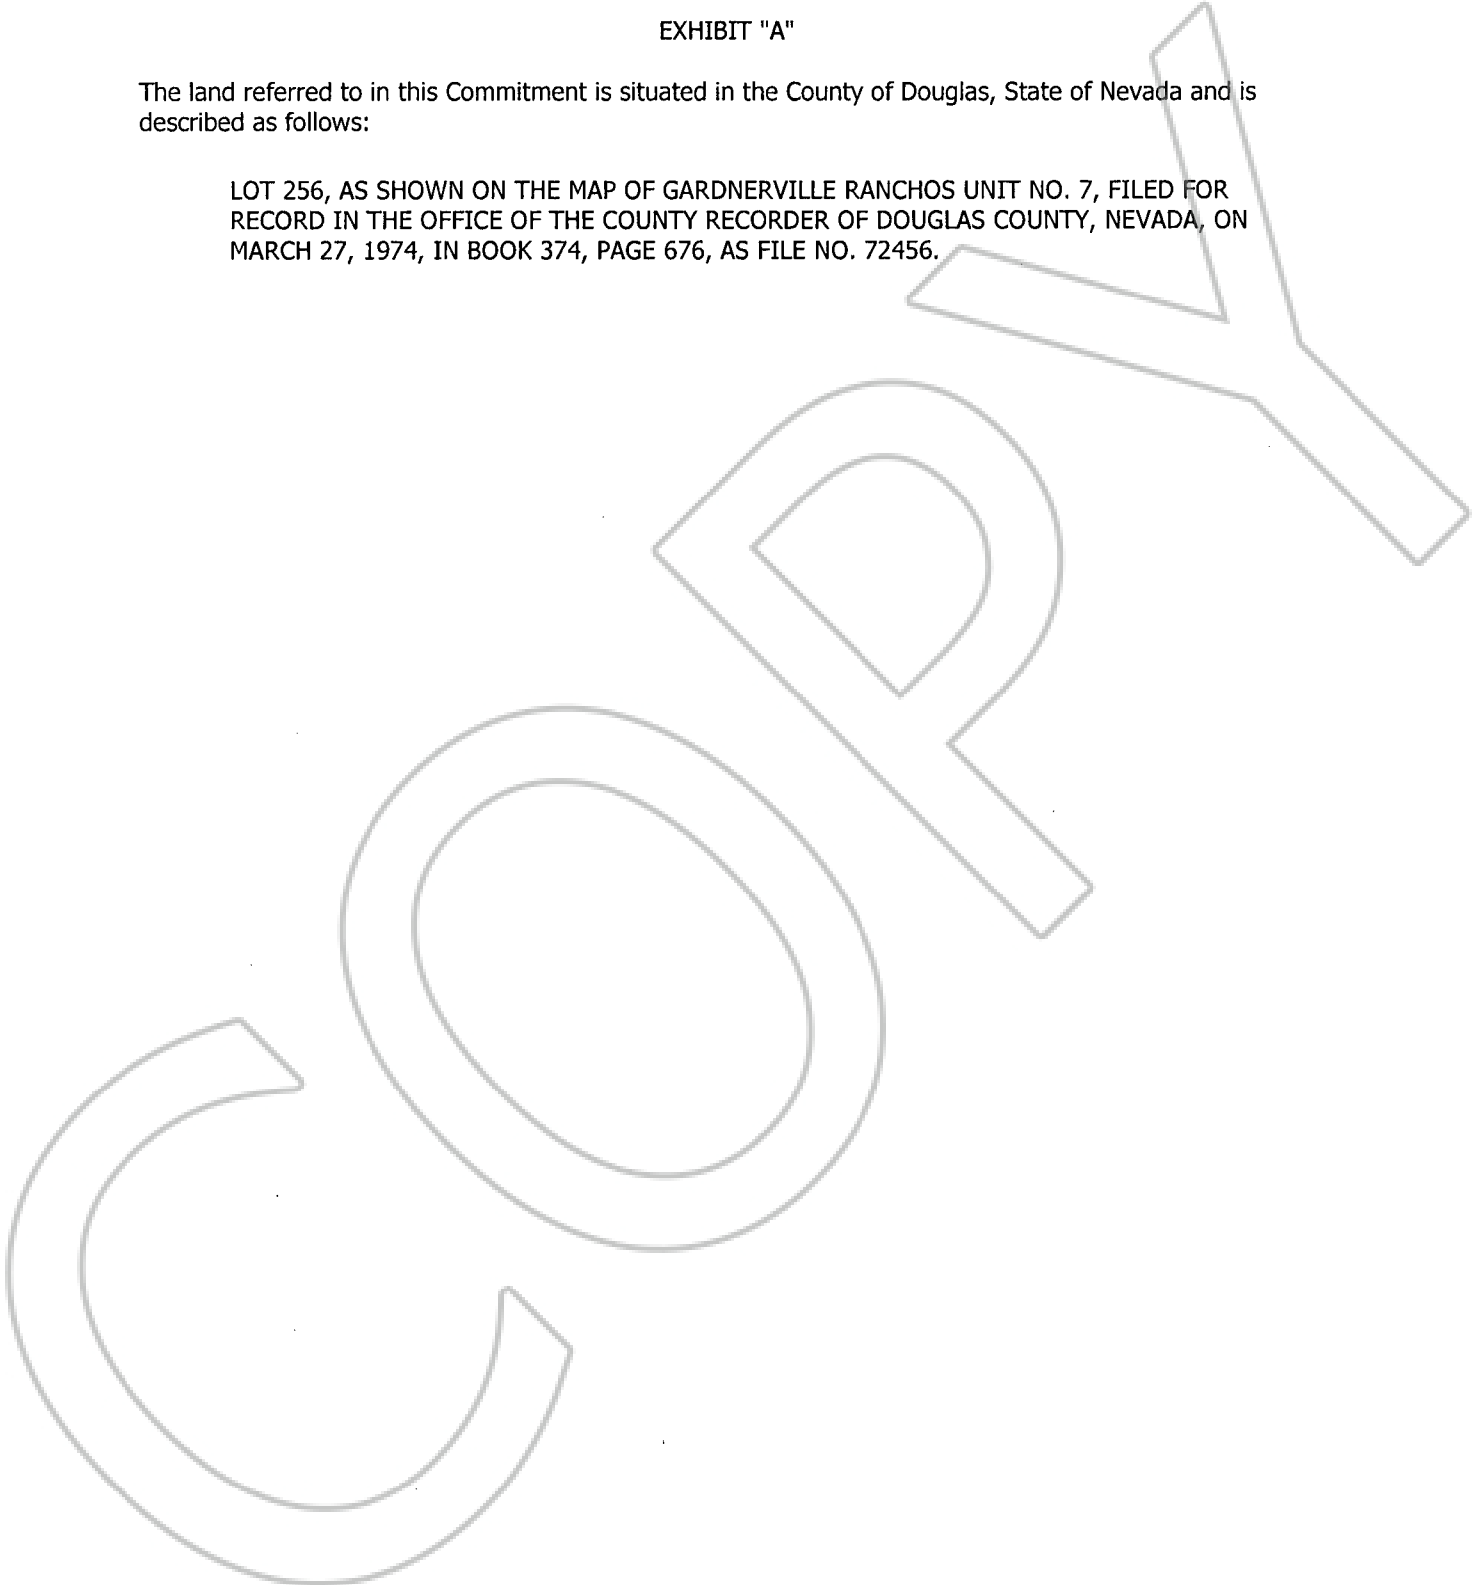 EXHIBIT "A"
The land referred to in this Commitment is situated in the County of Douglas, State of Nevada and is
described as follows:
LOT 256, AS SHOWN ON THE MAP OF GARDNERVILLE RANCHOS UNIT NO. 7, FILED FOR
RECORD IN THE OFFICE OF THE COUNTY RECORDER OF DOUGLAS COUNTY, NEVADA, ON
MARCH 27, 1974, IN BOOK 374, PAGE 676, AS FILE NO. 72456.
COPY